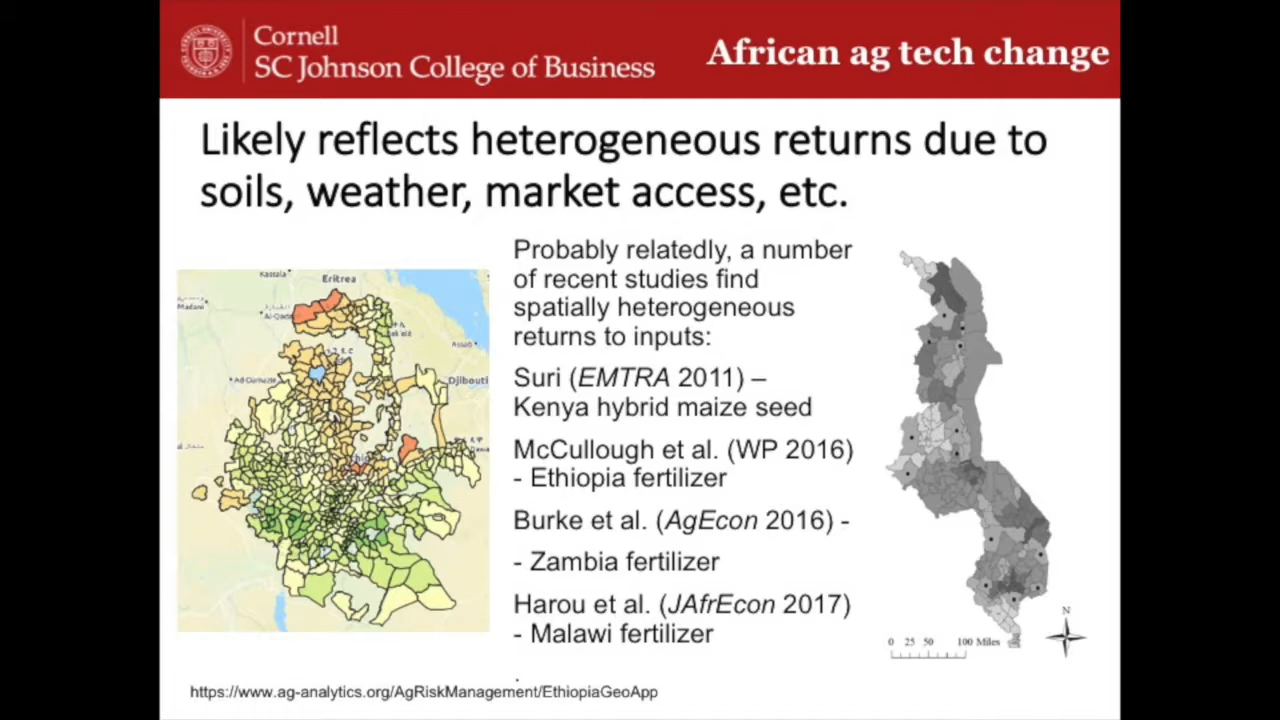 Cornell
SC Johnson College of Business
African ag tech change
Likely reflects heterogeneous returns due to
soils, weather, market access, etc.
Kassala
Eritrea
Madani
Djibouti
Probably relatedly, a number
of recent studies find
spatially heterogeneous
returns to inputs:
Suri (EMTRA 2011) –
Kenya hybrid maize seed
McCullough et al. (WP 2016)
- Ethiopia fertilizer
Burke et al. (AgEcon 2016) -
- Zambia fertilizer
Harou et al. (JAfrEcon 2017)
- Malawi fertilizer
.
N
0 25 50 100 Miles
https://www.ag-analytics.org/AgRiskManagement/EthiopiaGeoApp